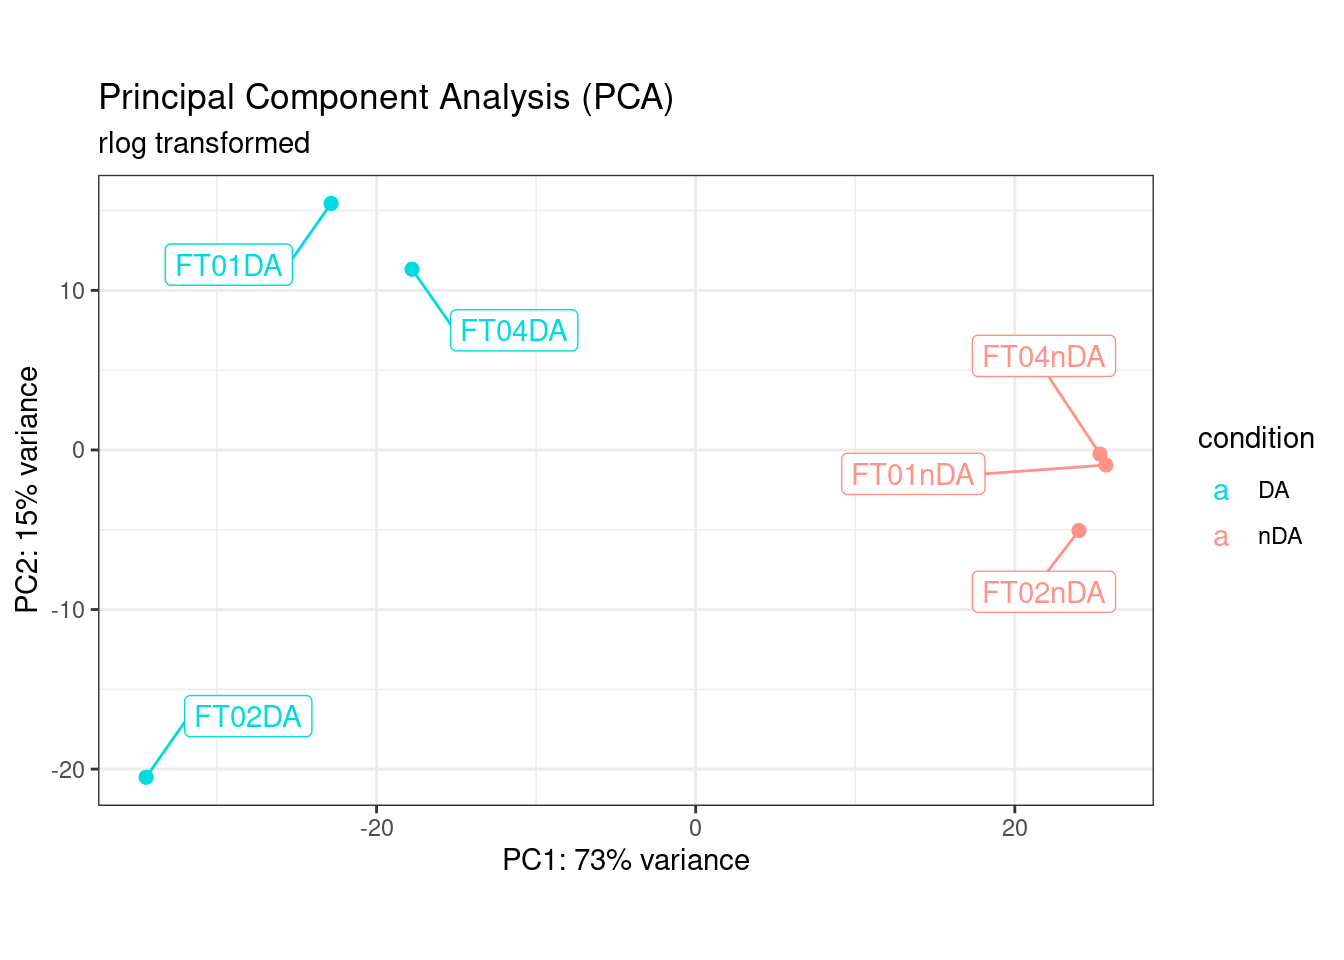 Principal Component Analysis (PCA)
rlog transformed
FT01DA
FT04DA
FT04nDA
FT01nDA
FT02nDA
FT02DA
10
0
-10
-20
PC2: 15% variance
-20
0
20
PC1: 73% variance
condition
a DA
a nDA